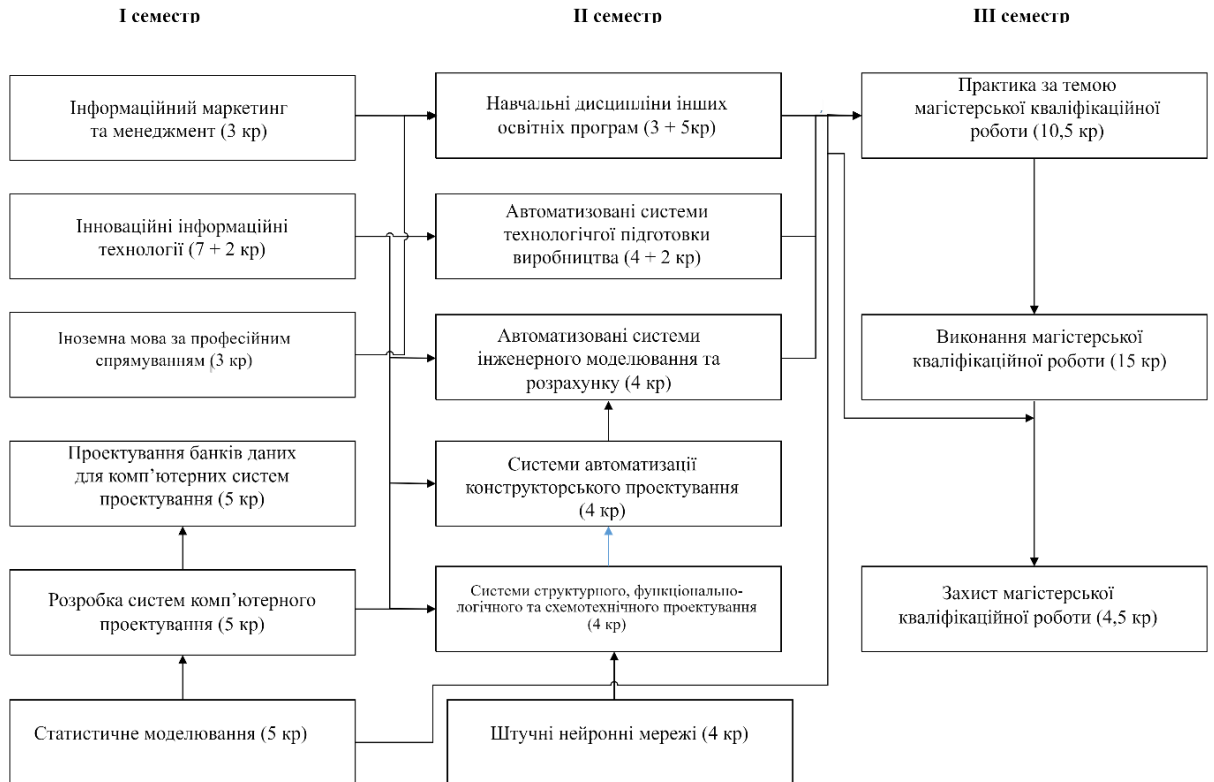 І семестр
ІІ семестр
ІІІ семестр
Інформаційний маркетинг
та менеджмент (3 кр)
Навчальні дисципліни інших
освітніх програм (3 + 5кр)
Практика за темою
магістерської кваліфікаційної
роботи (10,5 кр)
Інноваційні інформаційні
технології (7 + 2 кр)
Автоматизовані системи
технологічгої підготовки
виробництва (4 + 2 кр)
Іноземна мова за професійним
спрямуванням (3 кр)
Автоматизовані системи
інженерного моделювання та
розрахунку (4 кр)
Виконання магістерської
кваліфікаційної роботи (15 кр)
Проектування банків даних
для комп’ютерних систем
проектування (5 кр)
Системи автоматизації
конструкторського проектування
(4 кр)
Розробка систем комп’ютерного
проектування (5 кр)
Системи структурного, функціонально-
логічного та схемотехнічного проектування
(4 кр)
Захист магістерської
кваліфікаційної роботи (4,5 кр)
Статистичне моделювання (5 кр)
Штучні нейронні мережі (4 кр)